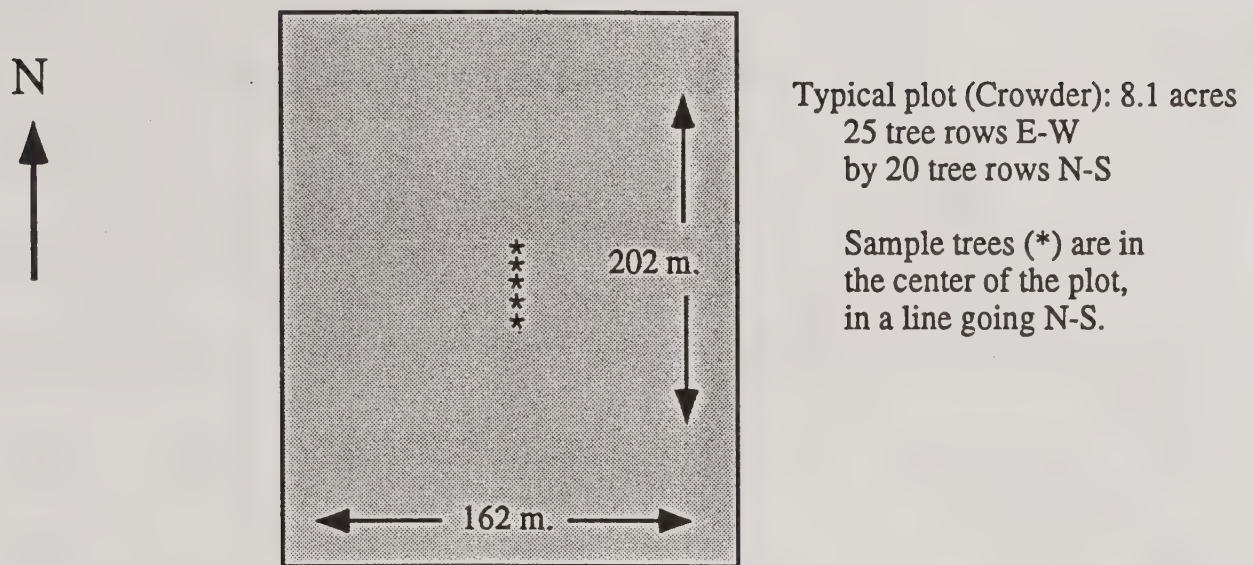 N
Typical plot (Crowder): 8.1 acres
25 tree rows E-W
by 20 tree rows N-S
Sample trees (*) are in
the center of the plot,
in a line going N-S.
*
*
*
*
*
202 m.
162 m.